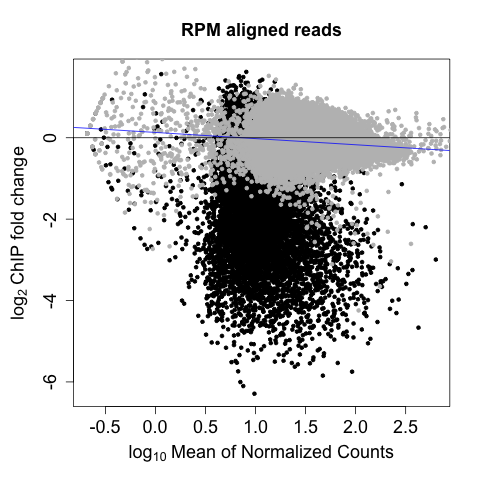 RPM aligned reads
0
-2
-4
-6
log2 ChIP fold change
-0.5 0.0 0.5 1.0 1.5 2.0 2.5
log10 Mean of Normalized Counts